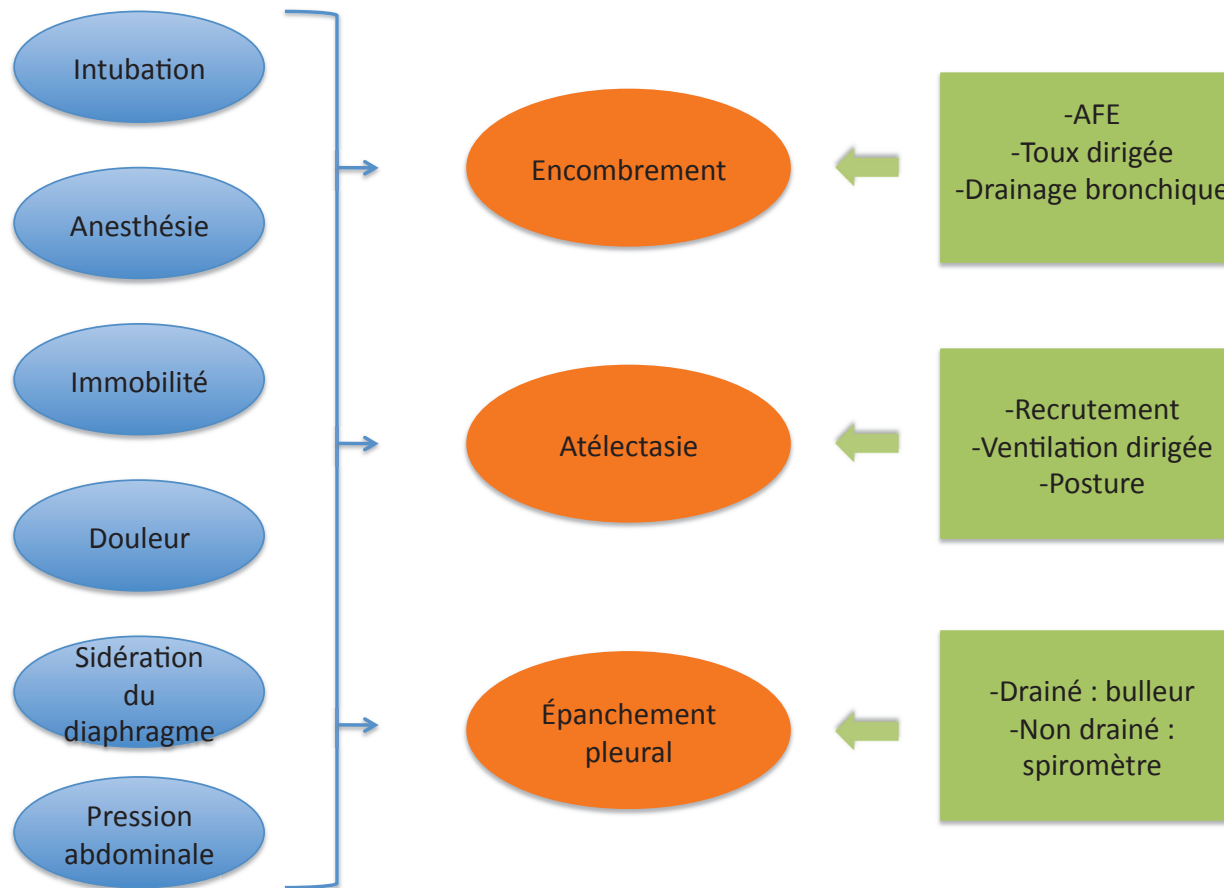 Intubation
Anesthésie
Immobilité
Douleur
Sidération
du
diaphragme
Pression
abdominale
Encombrement
Atélectasie
Épanchement
pleural
-AFE
-Toux dirigée
-Drainage bronchique
-Recrutement
-Ventilation dirigée
-Posture
-Drainé : bulleur
-Non drainé :
spiromètre